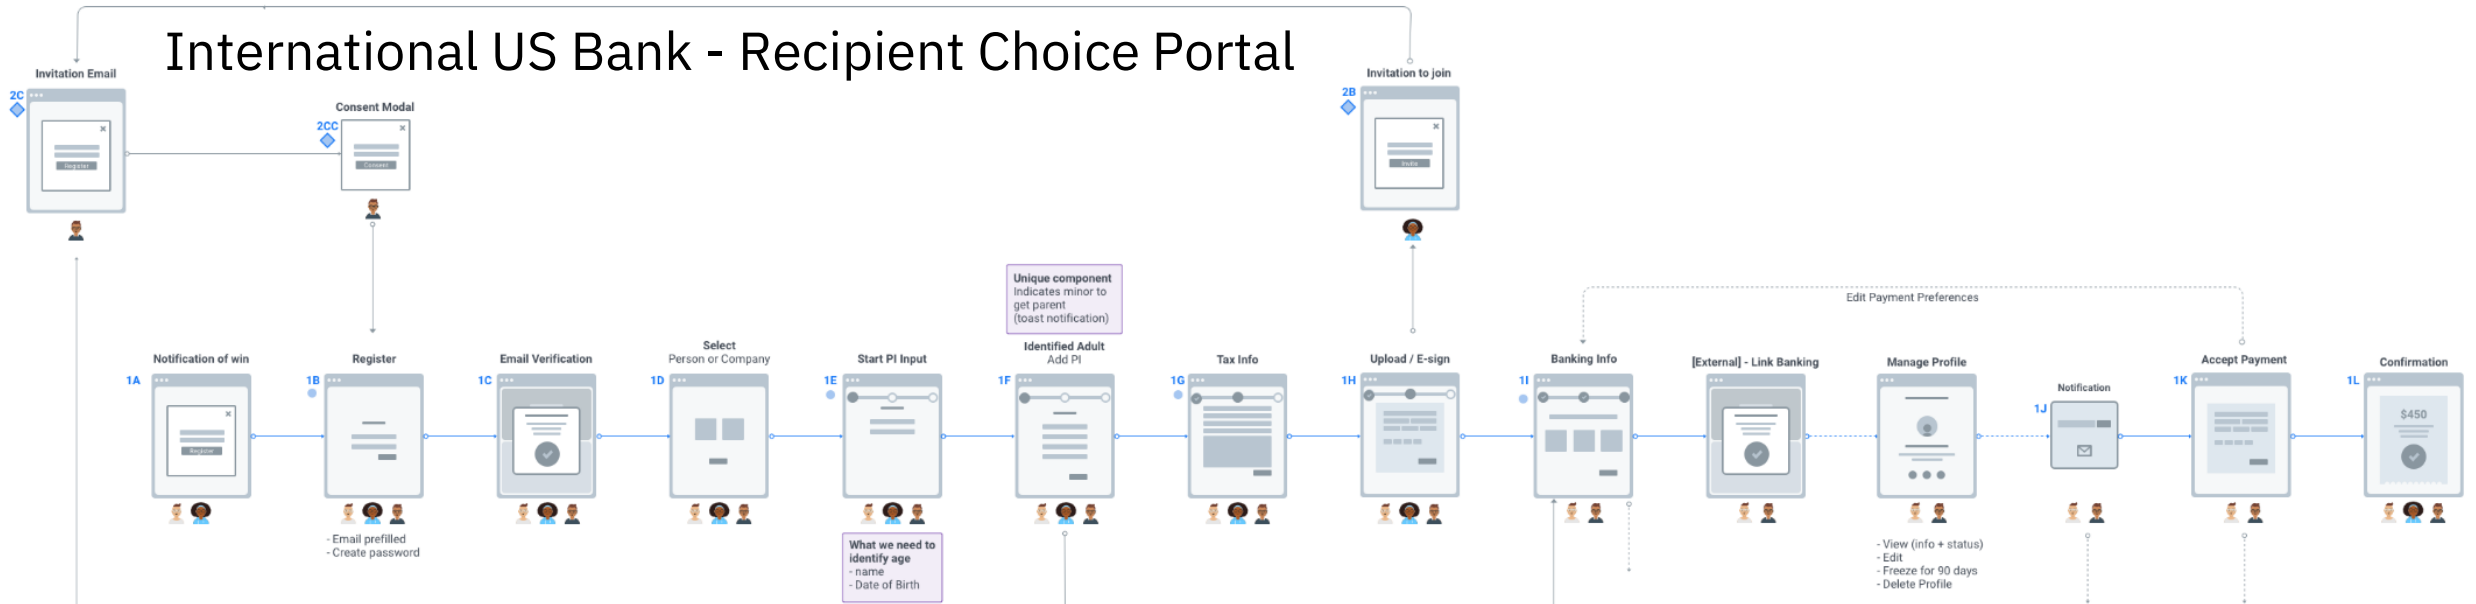 International US Bank - Recipient Choice Portal
Invitation Email
2C
Register
Consent Modal
2CC
Consent
Invitation to join
2B
Invite
Unique component
Indicates minor to
get parent
(toast notification)
Edit Payment Preferences
Notification of win
1A
Register
Register
1B
- Email prefilled
- Create password
Email Verification
1C
Select
Person or Company
1D
Start PI Input
1E
What we need to
identify age
- name
- Date of Birth
Identified Adult
Add PI
1F
Tax Info
1G
Upload / E-sign
1H
Banking Info
1I
[External] - Link Banking
Manage Profile
- View (info + status)
- Edit
- Freeze for 90 days
- Delete Profile
Notification
1J
Accept Payment
1K
Confirmation
1L
$450